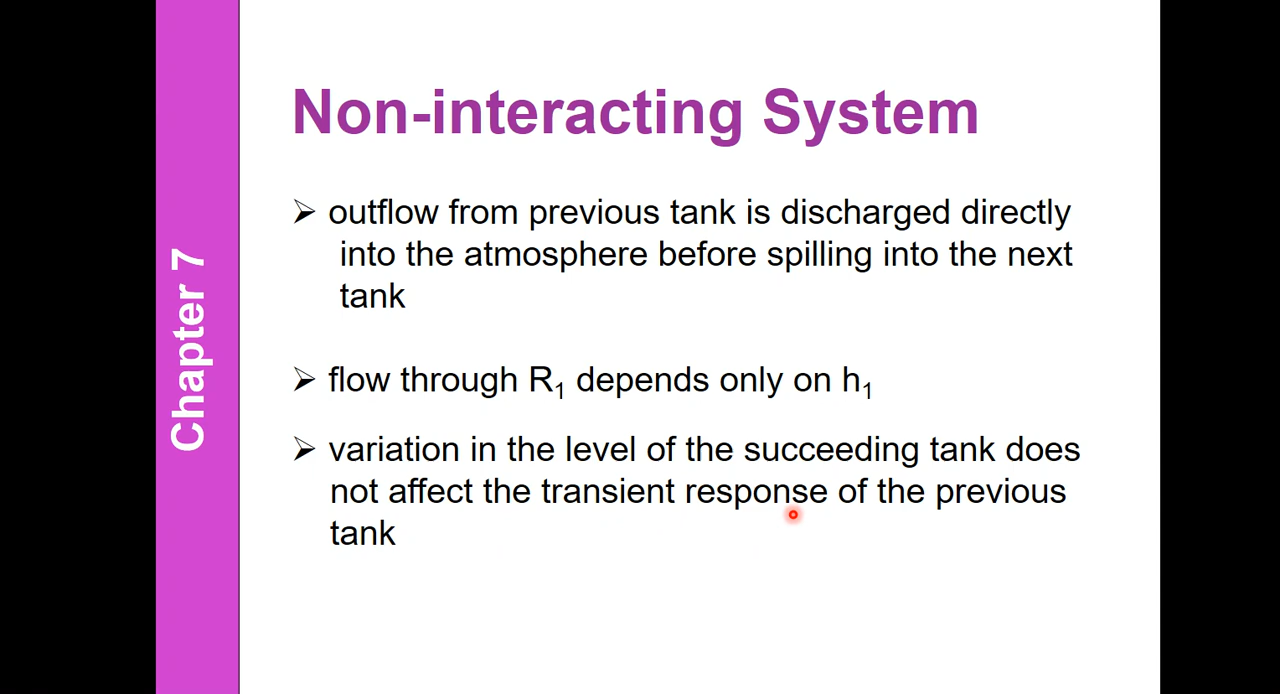 Chapter 7
Non-interacting System
➢ outflow from previous tank is discharged directly
into the atmosphere before spilling into the next
tank
➢ flow through R₁ depends only on h₁
➢ variation in the level of the succeeding tank does
not affect the transient response of the previous
tank